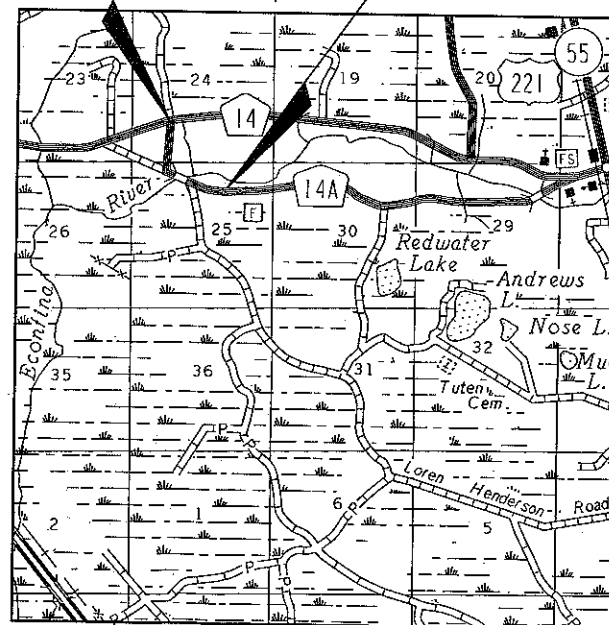 23
24
19
20
221
55
14
FS
River
14A
F
29
26
25
30
P
Redwater
Lake
Andrews
L.
Nose L.
Econfina
32
35
36
31
Tuten
Cem.
L.
P
P
Loren Henderson Road
6
P
2
1
5
P
P